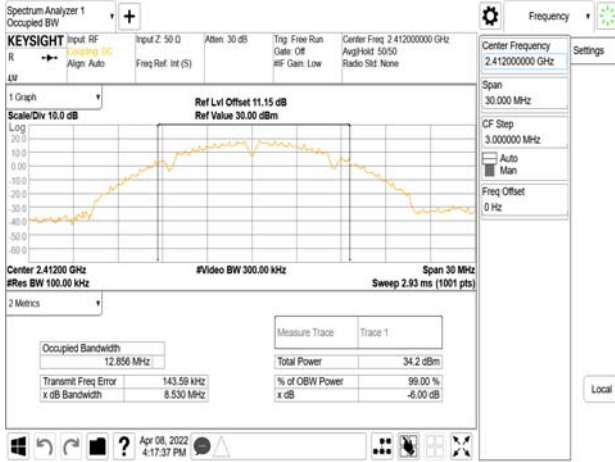 Spectrum Analyzer 1
Occupied BW
+
Frequency
KEYSIGHT
R
Input: RF
Coupling: DC
Align: Auto
Input Z: 50 Ω
Freq Ref: Int (S)
Atten: 30 dB
Trig: Free Run
Gate: Off
#IF Gain: Low
Center Freq: 2.412000000 GHz
Avg|Hold: 50/50
Radio Std: None
Center Frequency
2.412000000 GHz
Settings
Span
30.000 MHz
CF Step
3.000000 MHz
Auto
Man
Freq Offset
0 Hz
Local
1 Graph
Scale/Div 10.0 dB
Ref Lvl Offset 11.15 dB
Ref Value 30.00 dBm
Log
20.0
10.0
0.00
-10.0
-20.0
-30.0
-40.0
-50.0
-60.0
Center 2.41200 GHz
#Res BW 100.00 kHz
#Video BW 300.00 kHz
Span 30 MHz
Sweep 2.93 ms (1001 pts)
2 Metrics
Measure Trace
Trace 1
Occupied Bandwidth
12.856 MHz
Total Power
34.2 dBm
Transmit Freq Error
143.59 kHz
% of OBW Power
99.00 %
x dB Bandwidth
8.530 MHz
x dB
-6.00 dB
?
Apr 08, 2022
4:17:37 PM